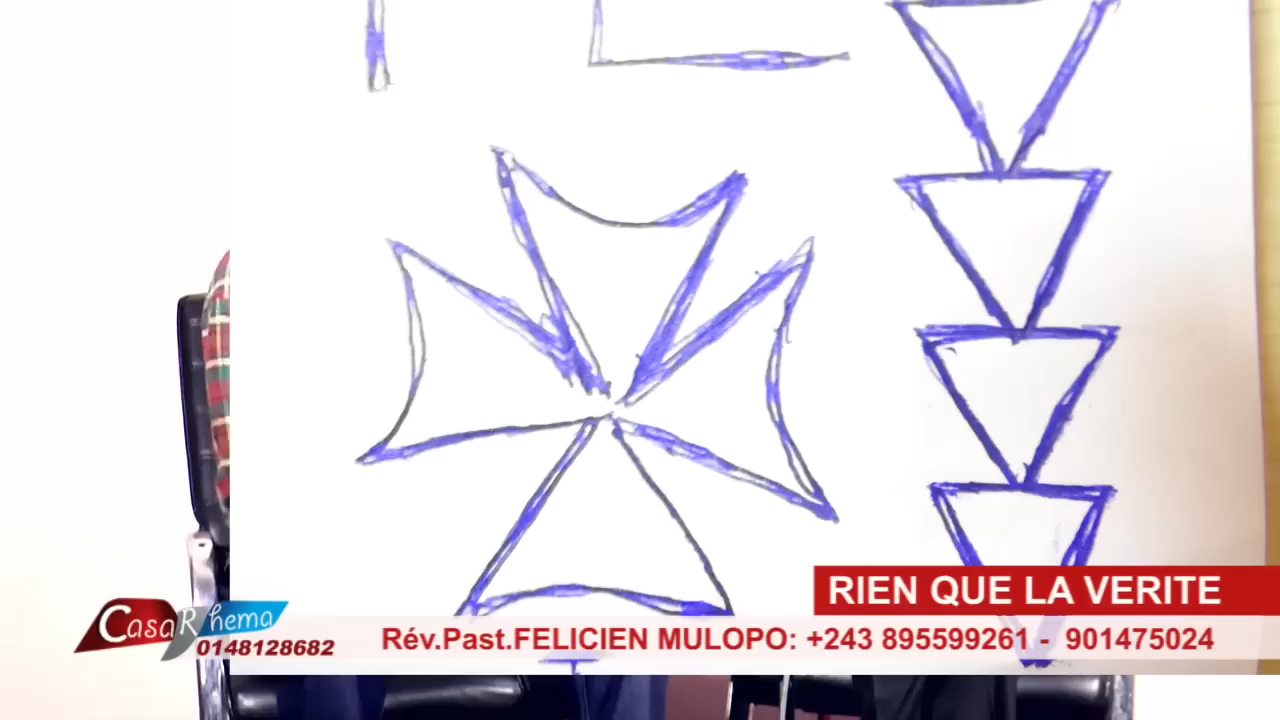 RIEN QUE LA VERITE
CasaRhema
0148128682
Rév.Past.FELICIEN MULOPO: +243 895599261 - 901475024